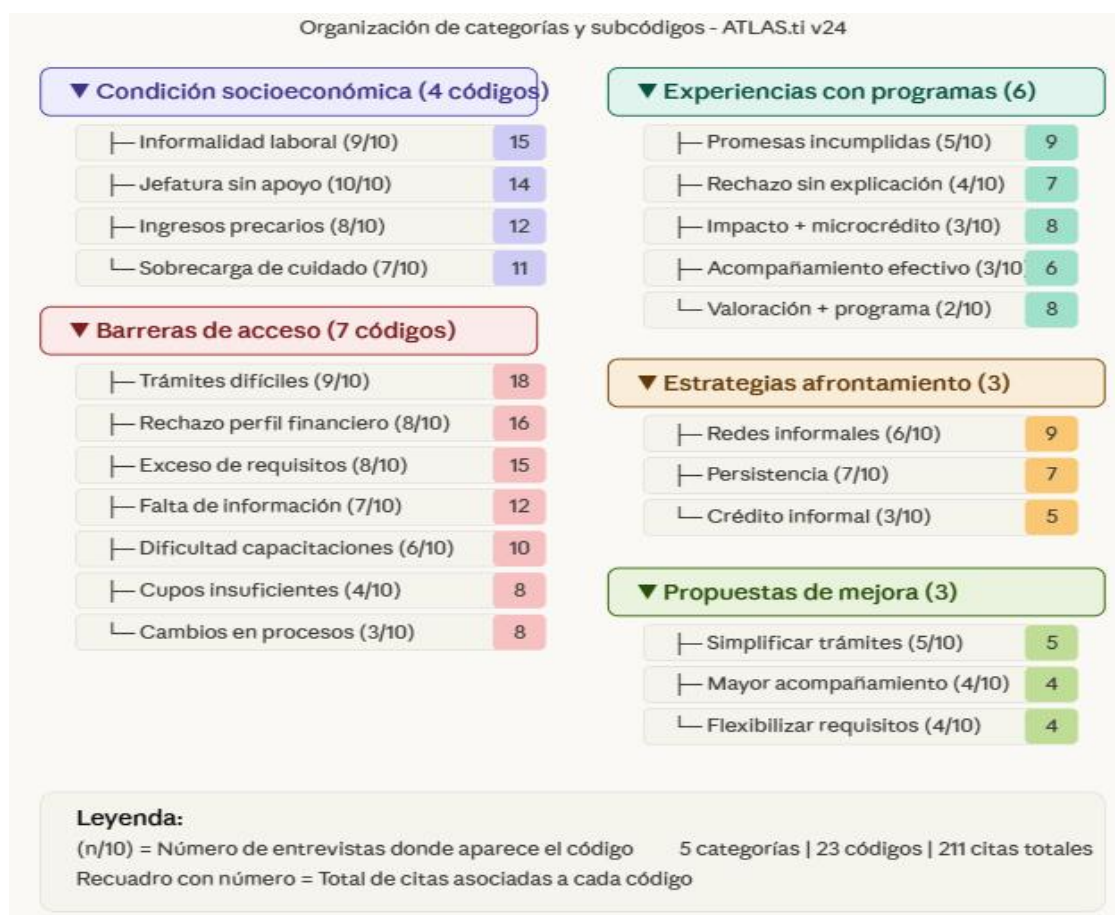 Organización de categorías y subcódigos - ATLAS.ti v24
▼ Condición socioeconómica (4 códigos)
├─ Informalidad laboral (9/10) 15
├─ Jefatura sin apoyo (10/10) 14
├─ Ingresos precarios (8/10) 12
└─ Sobrecarga de cuidado (7/10) 11
▼ Barreras de acceso (7 códigos)
├─ Trámites difíciles (9/10) 18
├─ Rechazo perfil financiero (8/10) 16
├─ Exceso de requisitos (8/10) 15
├─ Falta de información (7/10) 12
├─ Dificultad capacitaciones (6/10) 10
├─ Cupos insuficientes (4/10) 8
└─ Cambios en procesos (3/10) 8
▼ Experiencias con programas (6)
├─ Promesas incumplidas (5/10) 9
├─ Rechazo sin explicación (4/10) 7
├─ Impacto + microcrédito (3/10) 8
├─ Acompañamiento efectivo (3/10 6
└─ Valoración + programa (2/10) 8
▼ Estrategias afrontamiento (3)
├─ Redes informales (6/10) 9
├─ Persistencia (7/10) 7
└─ Crédito informal (3/10) 5
▼ Propuestas de mejora (3)
├─ Simplificar trámites (5/10) 5
├─ Mayor acompañamiento (4/10) 4
└─ Flexibilizar requisitos (4/10) 4
Leyenda:
(n/10) = Número de entrevistas donde aparece el código 5 categorías | 23 códigos | 211 citas totales
Recuadro con número = Total de citas asociadas a cada código